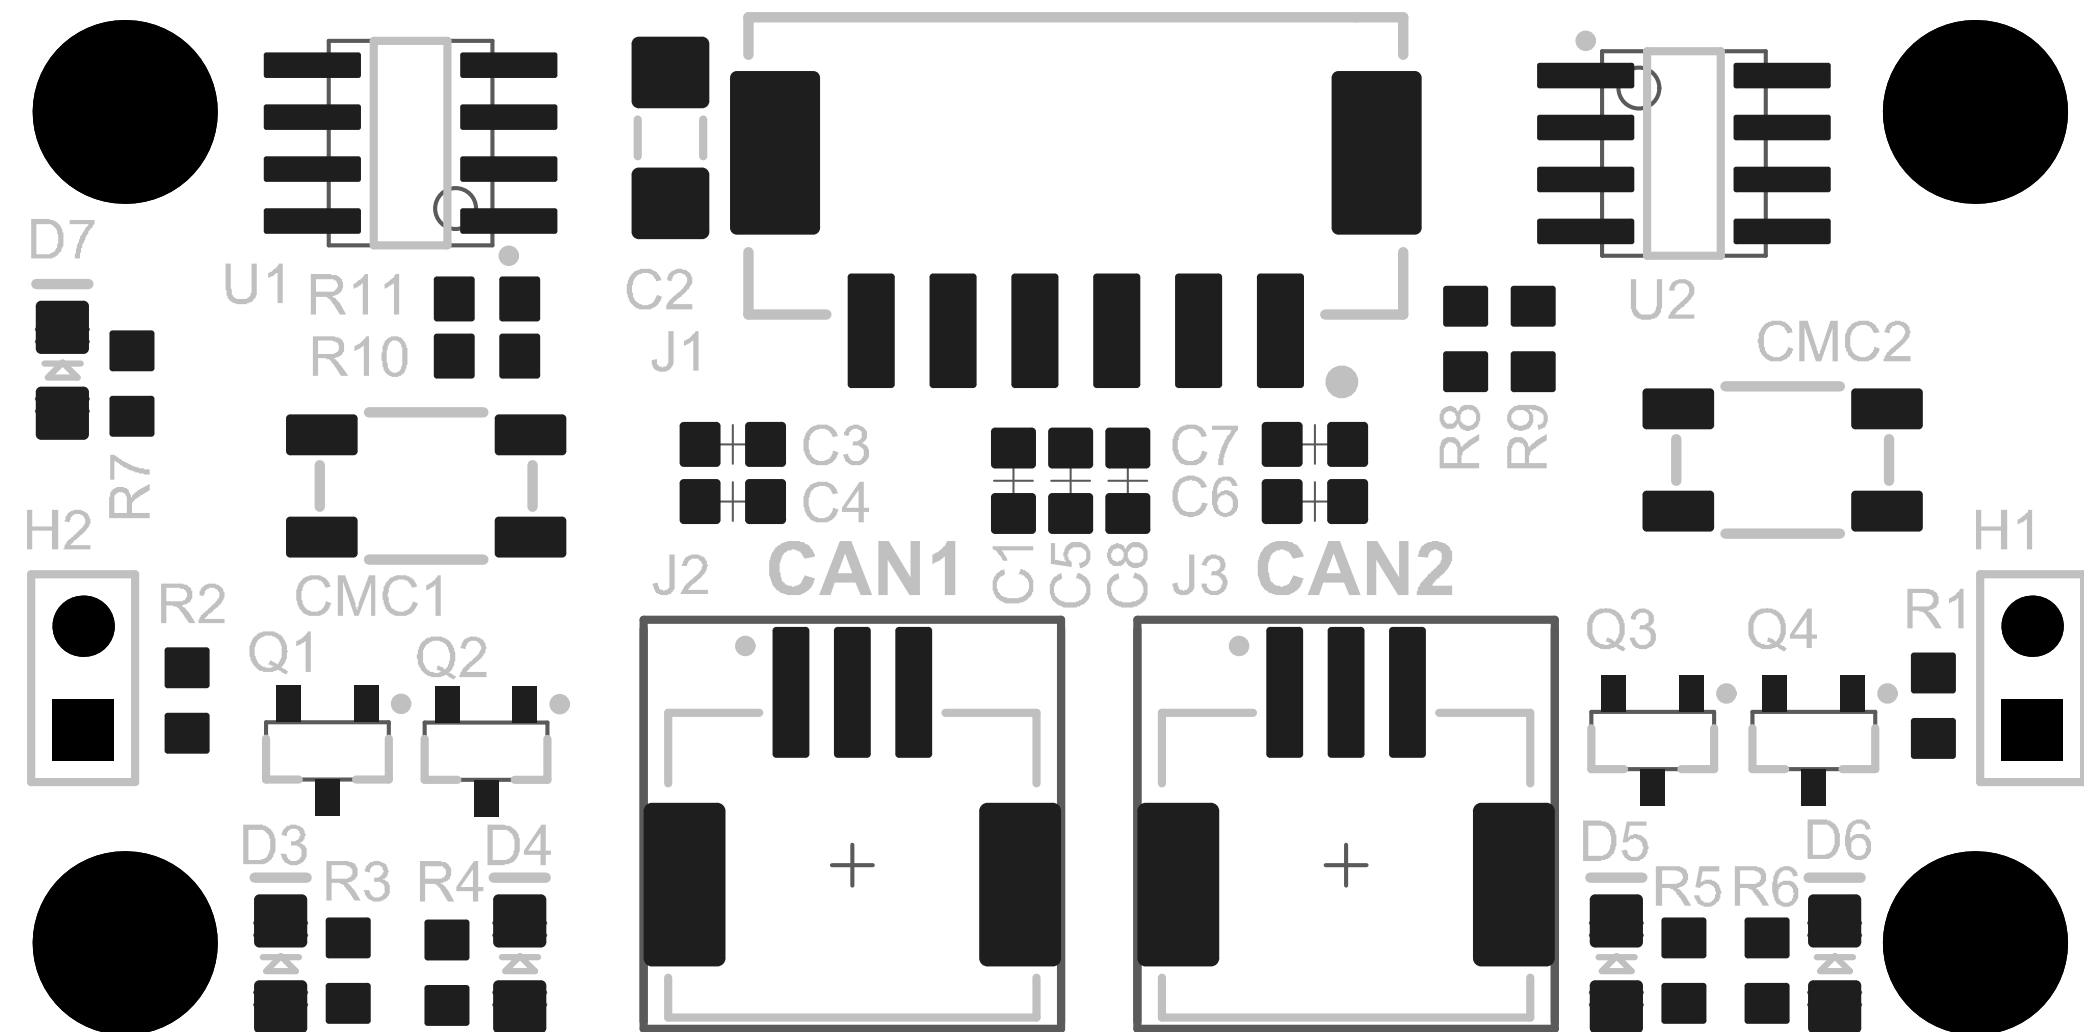 D7
U1
R11
C2
U2
R10
J1
CMC2
R8
R9
C3
C7
R7
C4
C6
H2
H1
J2
CAN1
C1
C5
C8
J3
CAN2
CMC1
R2
R1
Q1
Q2
Q3
Q4
D3
D4
D5
D6
R3
R4
R5
R6